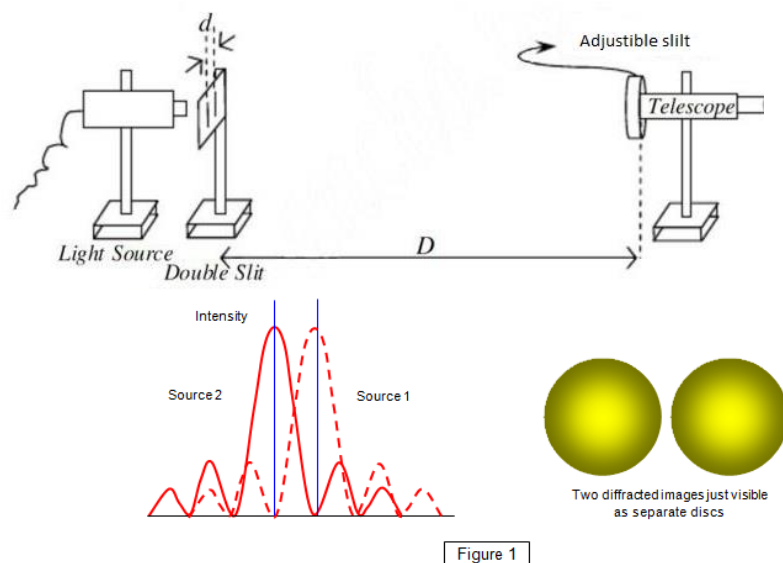 d
Adjustible slilt
Telescope
Light Source
Double Slit
D
Intensity
Source 2
Source 1
Two diffracted images just visible
as separate discs
Figure 1